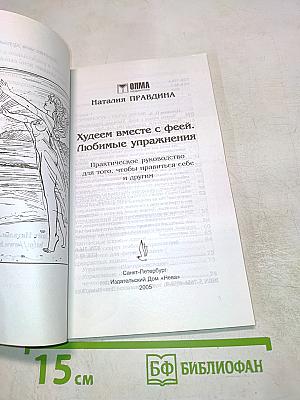 ОЛМА
Наталия ПРАВДИНА
Худеем вместе с феей.
Любимые упражнения
Практическое руководство
для того, чтобы нравиться себе
и другим
Санкт-Петербург
Издательский Дом «Нева»
2005
15 см
БФ БИБЛИОФАН